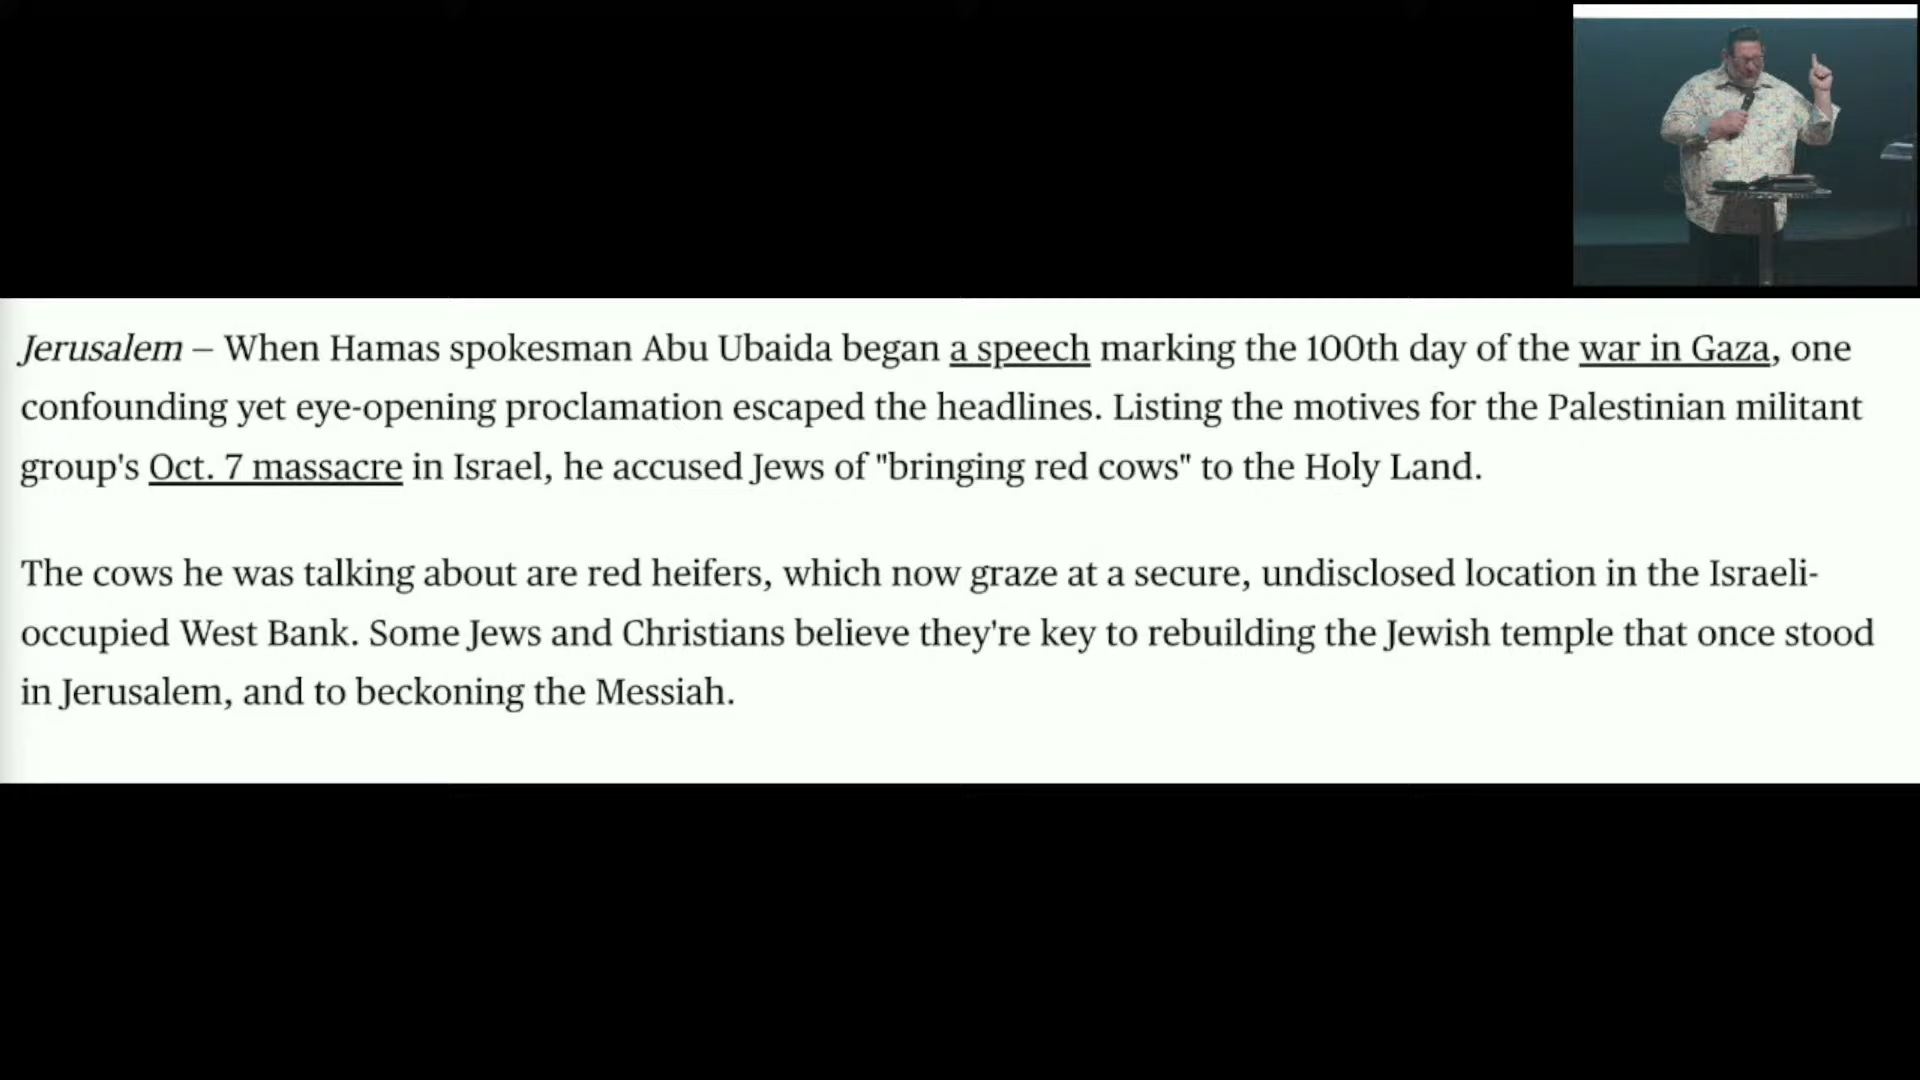 Jerusalem — When Hamas spokesman Abu Ubaida began a speech marking the 100th day of the war in Gaza, one
confounding yet eye-opening proclamation escaped the headlines. Listing the motives for the Palestinian militant
group's Oct. 7 massacre in Israel, he accused Jews of "bringing red cows" to the Holy Land.
The cows he was talking about are red heifers, which now graze at a secure, undisclosed location in the Israeli-
occupied West Bank. Some Jews and Christians believe they're key to rebuilding the Jewish temple that once stood
in Jerusalem, and to beckoning the Messiah.